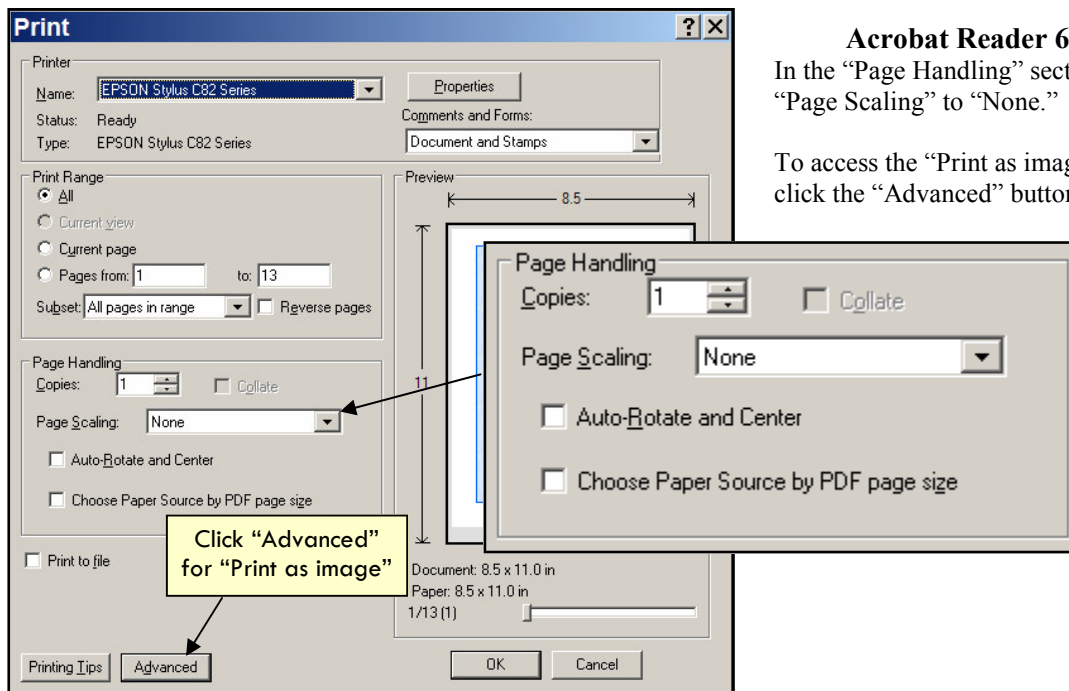 Print
Printer
Name: EPSON Stylus C82 Series
Properties
Status: Ready
Comments and Forms:
Type: EPSON Stylus C82 Series
Document and Stamps
Print Range
All
Current view
Current page
Pages from: 1 to: 13
Subset: All pages in range Reverse pages
Page Handling
Copies: 1 Collate
Page Scaling: None
Auto-Rotate and Center
Choose Paper Source by PDF page size
Print to file
Click “Advanced”
for “Print as image”
Printing Tips Advanced
Preview
8.5
11
Document: 8.5 x 11.0 in
Paper: 8.5 x 11.0 in
1/13 (1)
OK Cancel
Acrobat Reader 6
In the “Page Handling”
“Page Scaling” to “None.”
To access the “Print as
click the “Advanced”
Page Handling
Copies: 1 Collate
Page Scaling: None
Auto-Rotate and Center
Choose Paper Source by PDF page size